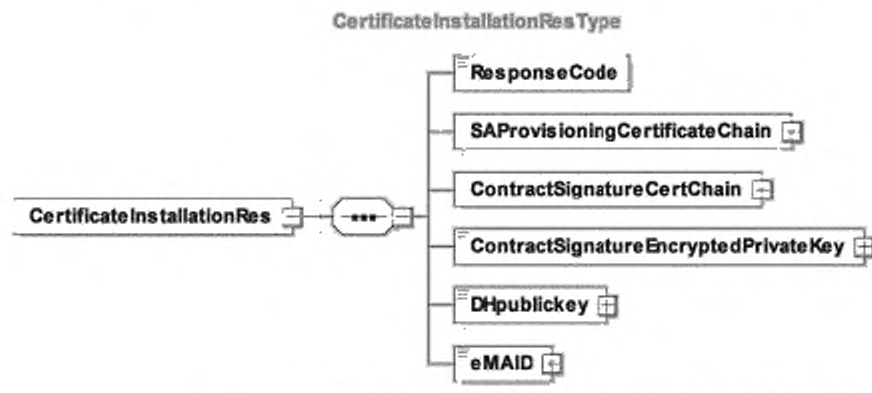 CertificateInstallationResType
ResponseCode
SAProvisioningCertificateChain
ContractSignatureCertChain
CertificateInstallationRes
ContractSignatureEncryptedPrivateKey
DHpublickey
eMAID